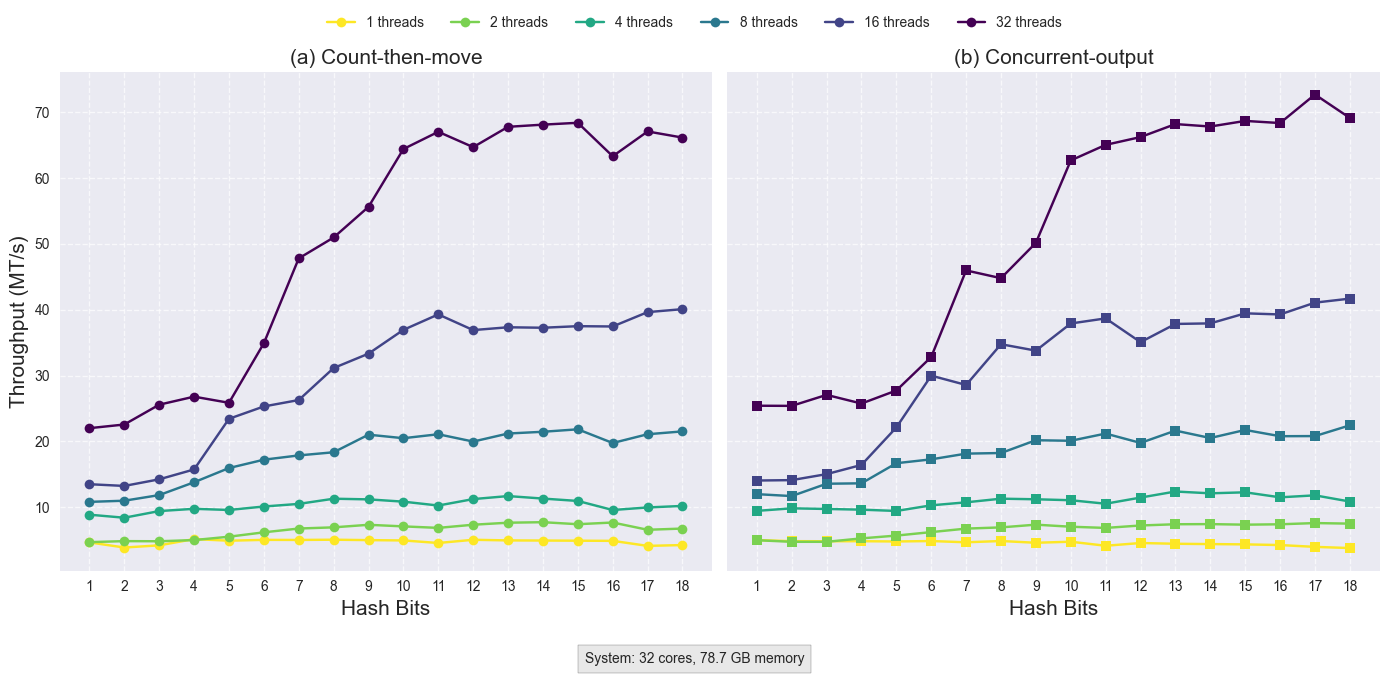 1 threads 2 threads 4 threads 8 threads 16 threads 32 threads
(a) Count-then-move
(b) Concurrent-output
Throughput (MT/s)
70
60
50
40
30
20
10
1 2 3 4 5 6 7 8 9 10 11 12 13 14 15 16 17 18
1 2 3 4 5 6 7 8 9 10 11 12 13 14 15 16 17 18
Hash Bits
Hash Bits
System: 32 cores, 78.7 GB memory